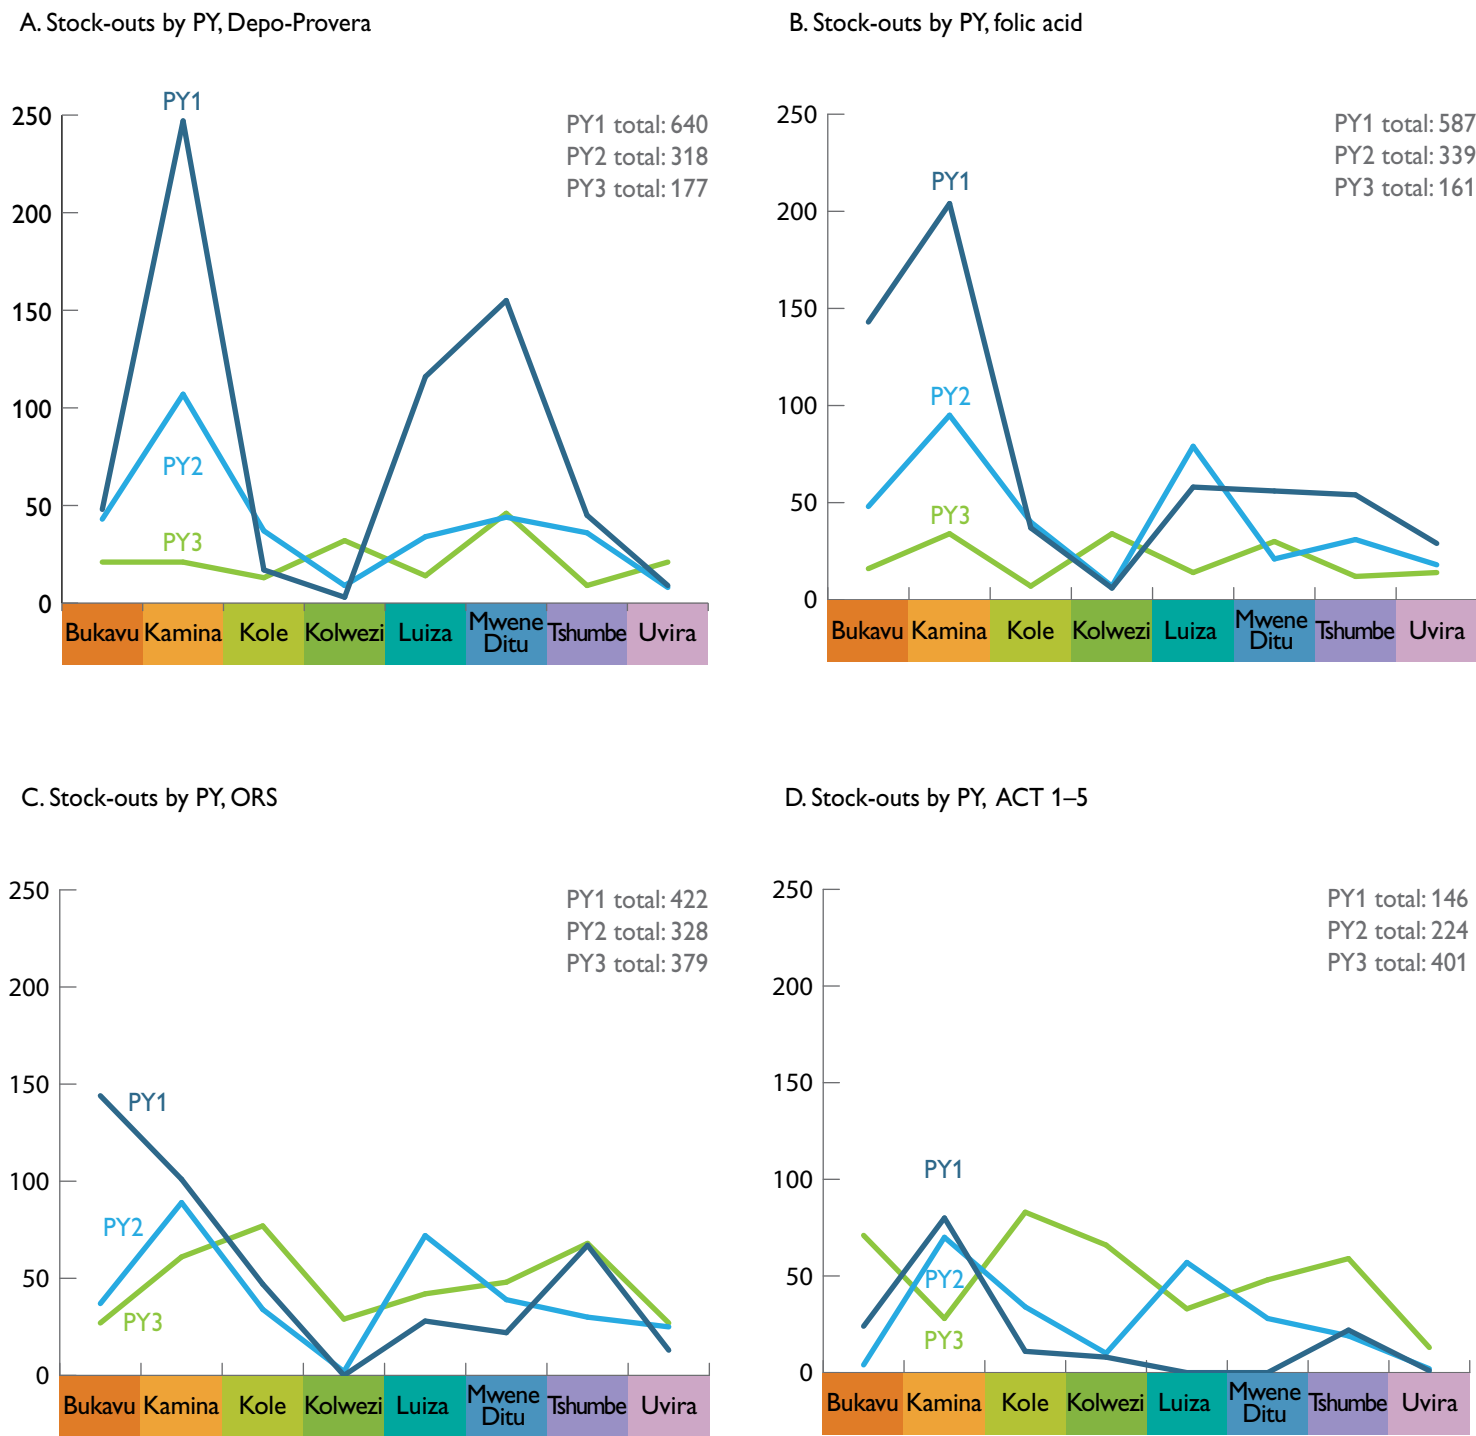 A. Stock-outs by PY, Depo-Provera
250
200
150
100
50
0
PY1
PY2
PY3
PY1 total: 640
PY2 total: 318
PY3 total: 177
Bukavu Kamina Kole Kolwezi Luiza Mwene Ditu Tshumbe Uvira
B. Stock-outs by PY, folic acid
250
200
150
100
50
0
PY1
PY2
PY3
PY1 total: 587
PY2 total: 339
PY3 total: 161
Bukavu Kamina Kole Kolwezi Luiza Mwene Ditu Tshumbe Uvira
C. Stock-outs by PY, ORS
250
200
150
100
50
0
PY1
PY2
PY3
PY1 total: 422
PY2 total: 328
PY3 total: 379
Bukavu Kamina Kole Kolwezi Luiza Mwene Ditu Tshumbe Uvira
D. Stock-outs by PY, ACT 1–5
250
200
150
100
50
0
PY1
PY2
PY3
PY1 total: 146
PY2 total: 224
PY3 total: 401
Bukavu Kamina Kole Kolwezi Luiza Mwene Ditu Tshumbe Uvira